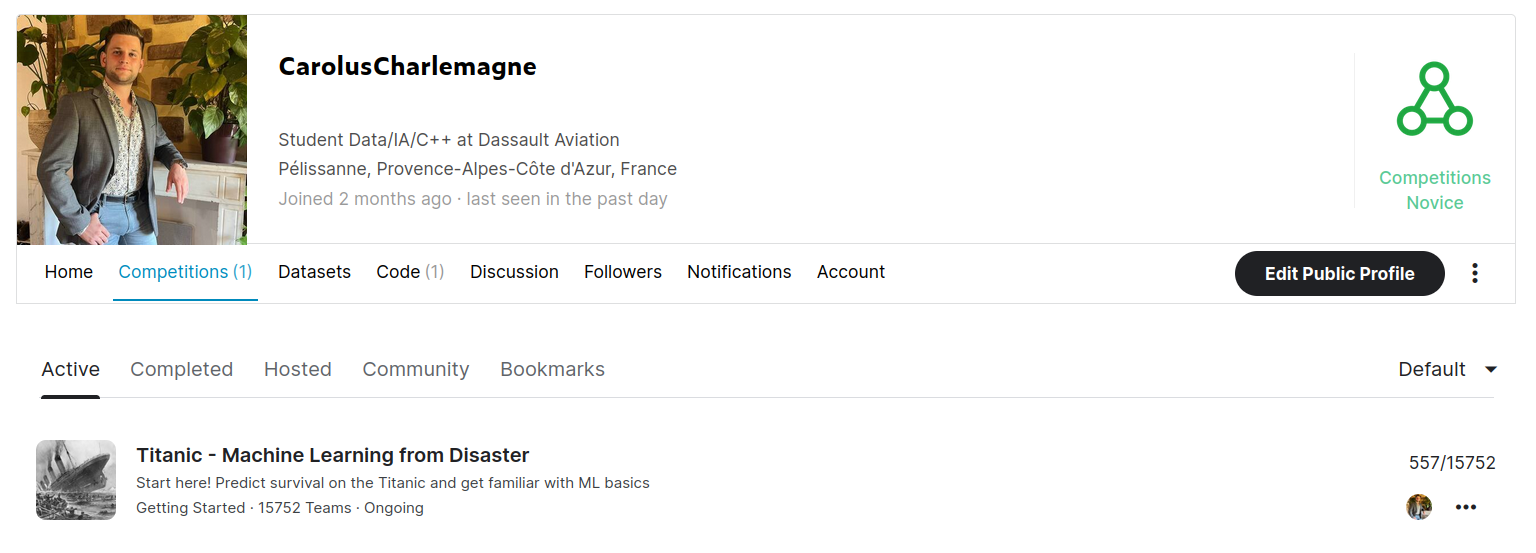 CarolusCharlemagne
Student Data/IA/C++ at Dassault Aviation
Pélissanne, Provence-Alpes-Côte d'Azur, France
Joined 2 months ago · last seen in the past day
Competitions
Novice
Home Competitions (1) Datasets Code (1) Discussion Followers Notifications Account Edit Public Profile
Active Completed Hosted Community Bookmarks Default
Titanic - Machine Learning from Disaster
557/15752
Start here! Predict survival on the Titanic and get familiar with ML basics
Getting Started · 15752 Teams · Ongoing